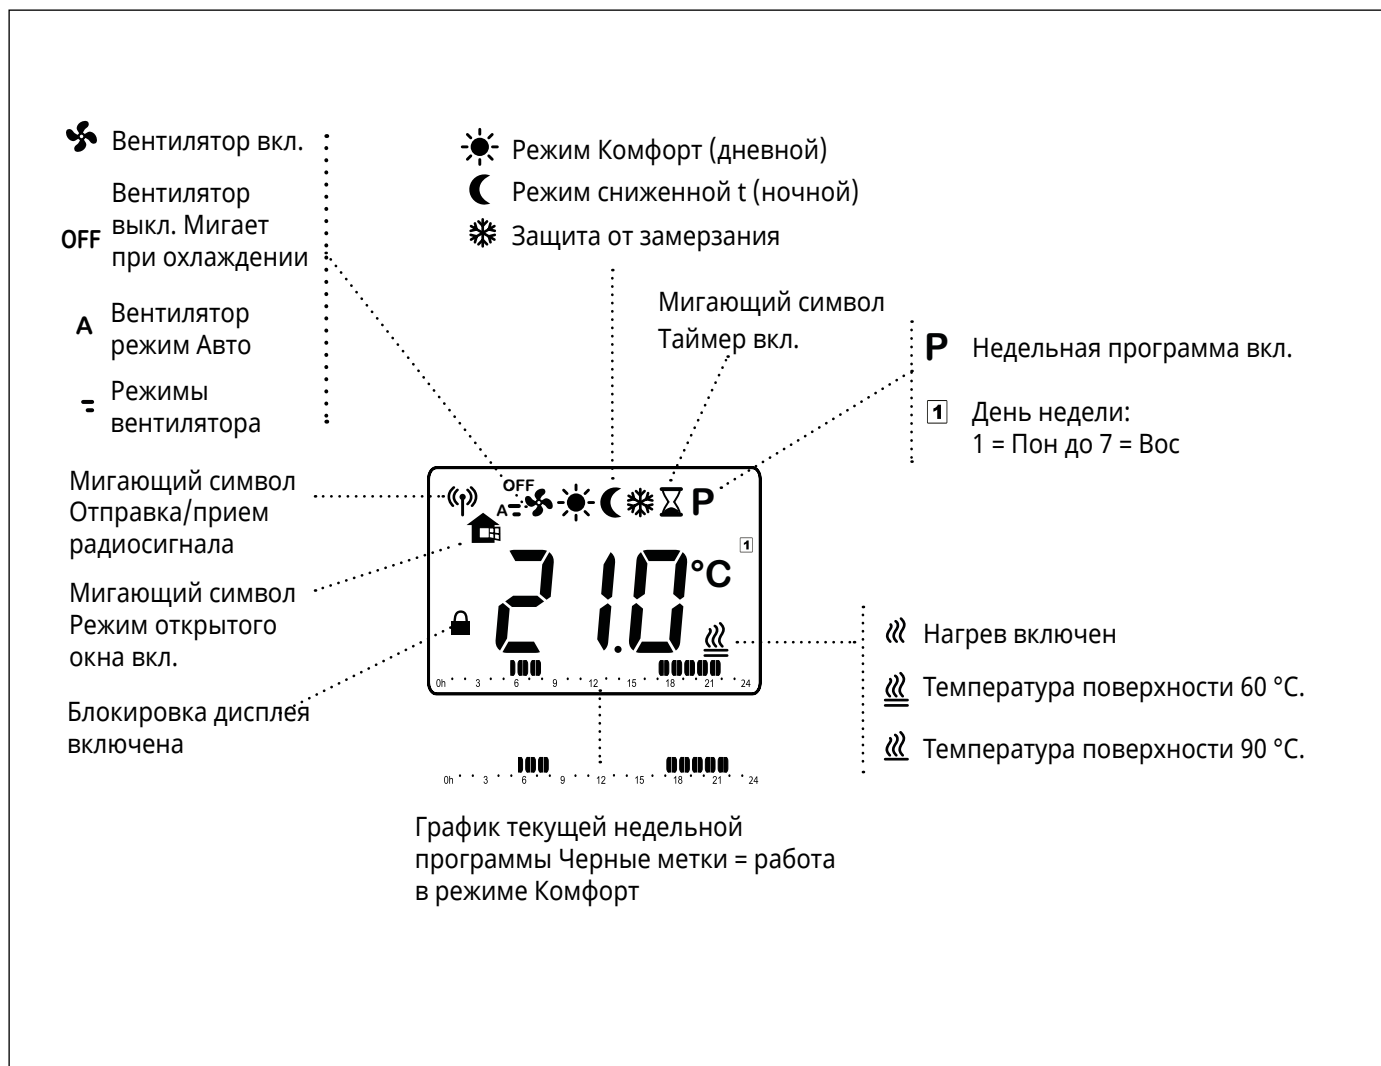 Вентилятор вкл.
OFF
Вентилятор
выкл. Мигает
при охлаждении
A
Вентилятор
режим Авто
Режимы
вентилятора
Режим Комфорт (дневной)
Режим сниженной t (ночной)
Защита от замерзания
Мигающий символ
Таймер вкл.
P Недельная программа вкл.
1 День недели:
1 = Пон до 7 = Вос
Мигающий символ
Отправка/прием
радиосигнала
Мигающий символ
Режим открытого
окна вкл.
Блокировка дисплея
включена
OFF
A
P
1
21.0 °C
0h 3 6 9 12 15 18 21 24
Нагрев включен
Температура поверхности 60 °C.
Температура поверхности 90 °C.
0h 3 6 9 12 15 18 21 24
График текущей недельной
программы Черные метки = работа
в режиме Комфорт